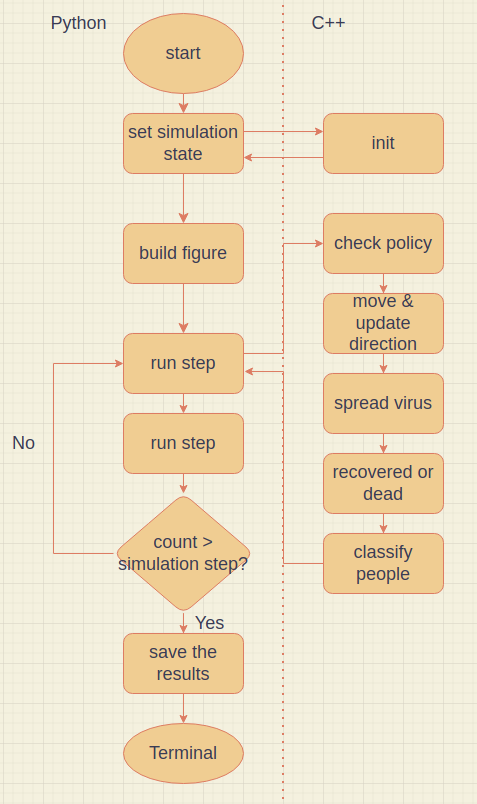 Python
C++
start
set simulation
state
init
build figure
check policy
move &
update
direction
run step
spread virus
run step
No
recovered or
dead
count >
simulation step?
classify
people
Yes
save the
results
Terminal